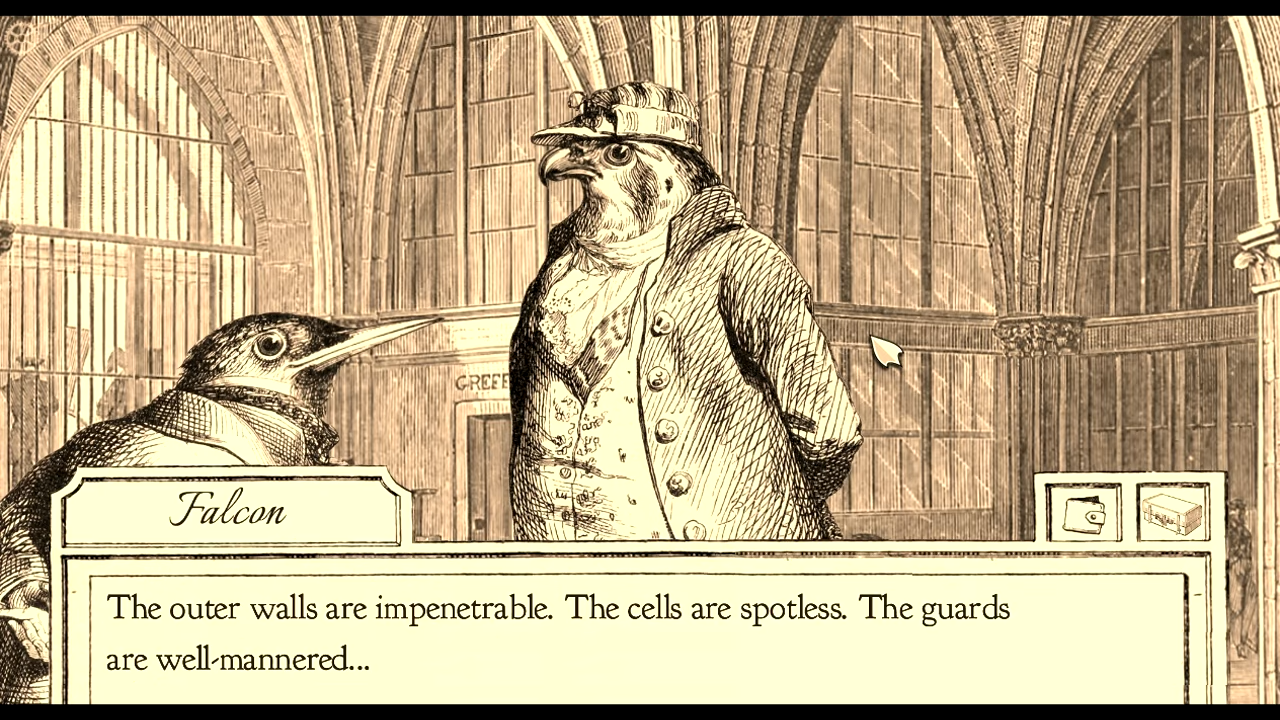 GREFF
Falcon
The outer walls are impenetrable. The cells are spotless. The guards
are well-mannered...